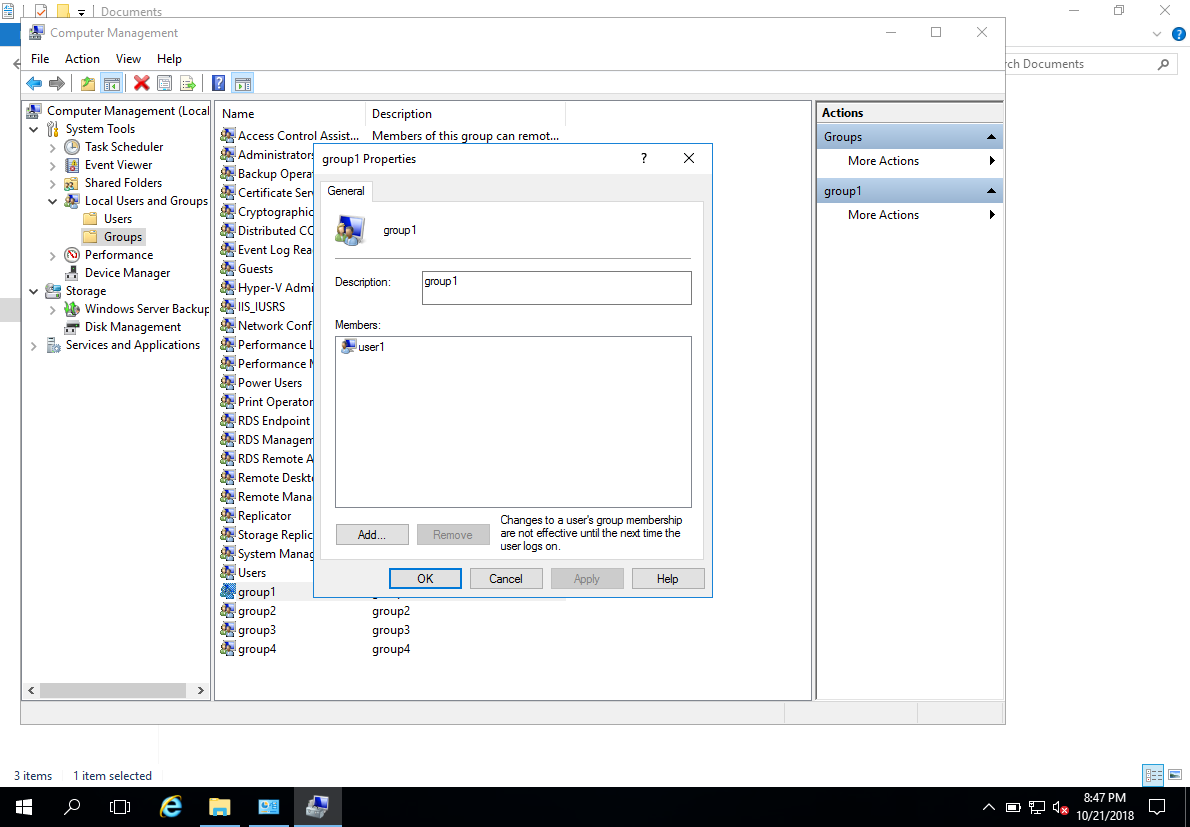 Documents
Computer Management
File Action View Help
ch Documents
Computer Management (Local
System Tools
Task Scheduler
Event Viewer
Shared Folders
Local Users and Groups
Users
Groups
Performance
Device Manager
Storage
Windows Server Backup
Disk Management
Services and Applications
Name Description
Access Control Assist... Members of this group can remot...
Administrators
Backup Opera
Certificate Serv
Cryptographic
Distributed CO
Event Log Rea
Guests
Hyper-V Admi
IIS_IUSRS
Network Conf
Performance L
Performance M
Power Users
Print Operator
RDS Endpoint
RDS Managem
RDS Remote A
Remote Deskto
Remote Mana
Replicator
Storage Replic
System Manag
Users
group1
group2 group2
group3 group3
group4 group4
group1 Properties ? ×
General
group1
Description: group1
Members:
user1
Add... Remove
Changes to a user's group membership
are not effective until the next time the
user logs on.
OK Cancel Apply Help
Actions
Groups
More Actions
group1
More Actions
3 items 1 item selected
8:47 PM
10/21/2018